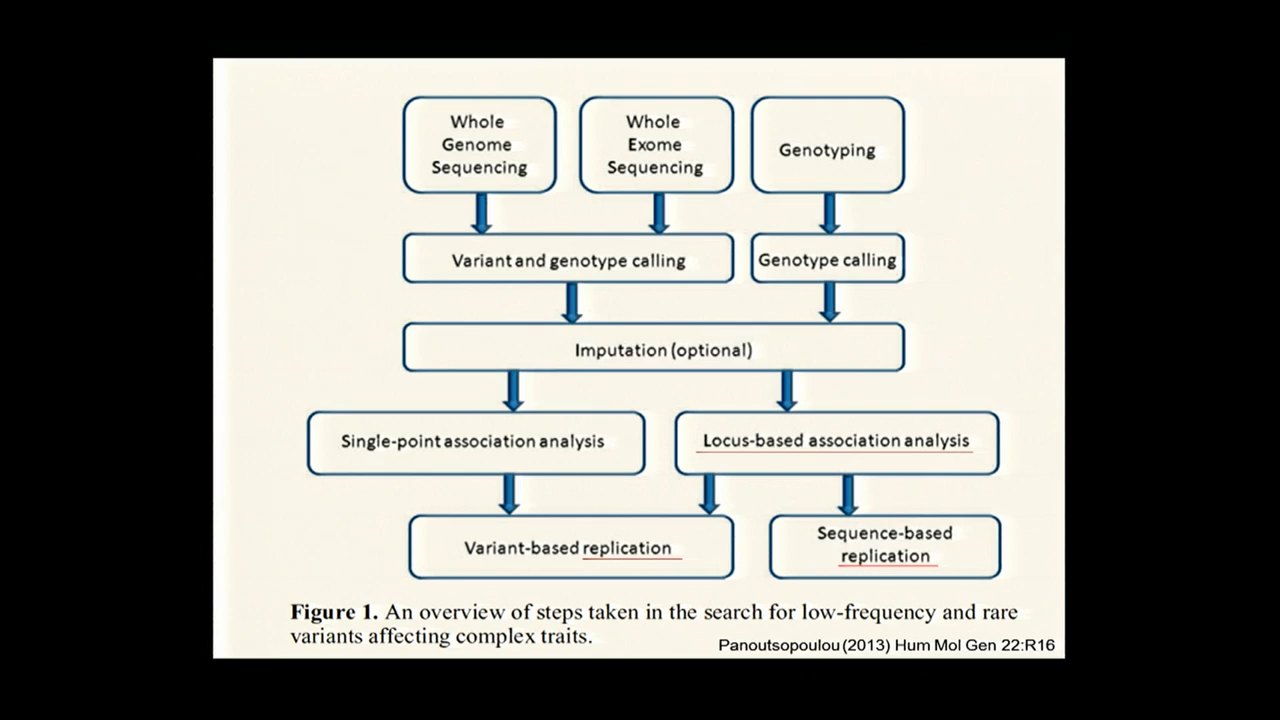 Whole
Genome
Sequencing
Whole
Exome
Sequencing
Genotyping
Variant and genotype calling
Genotype calling
Imputation (optional)
Single-point association analysis
Locus-based association analysis
Variant-based replication
Sequence-based
replication
Figure 1. An overview of steps taken in the search for low-frequency and rare
variants affecting complex traits.
Panoutsopoulou (2013) Hum Mol Gen 22:R16